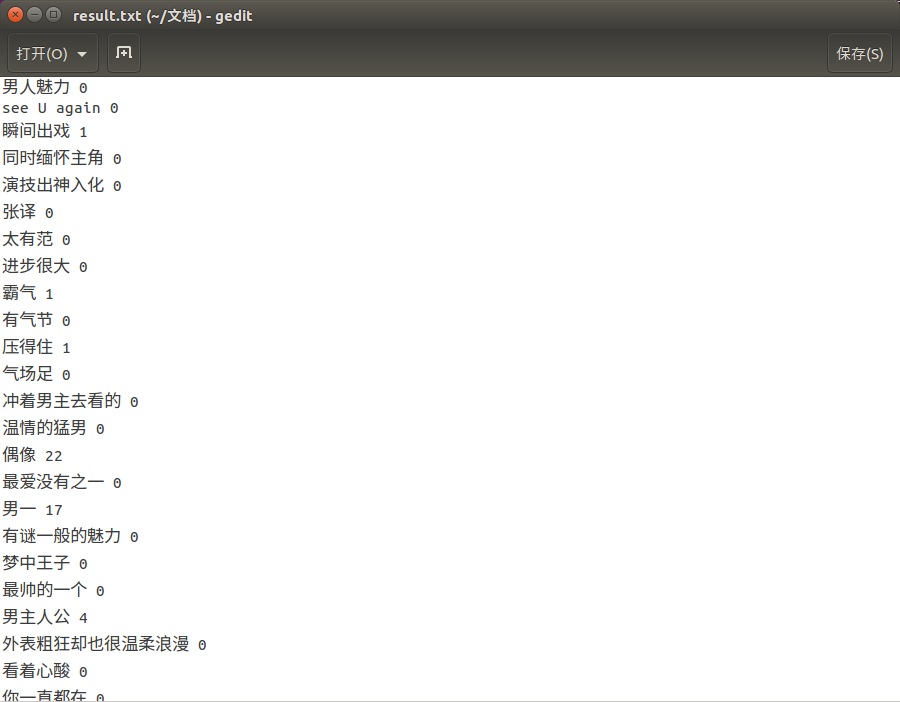 result.txt (~/文档) - gedit
打开(O)
保存(S)
男人魅力 0
see U again 0
瞬间出戏 1
同时缅怀主角 0
演技出神入化 0
张译 0
太有范 0
进步很大 0
霸气 1
有气节 0
压得住 1
气场足 0
冲着男主去看的 0
温情的猛男 0
偶像 22
最爱没有之一 0
男一 17
有谜一般的魅力 0
梦中王子 0
最帅的一个 0
男主人公 4
外表粗狂却也很温柔浪漫 0
看着心酸 0
你一直都在 0